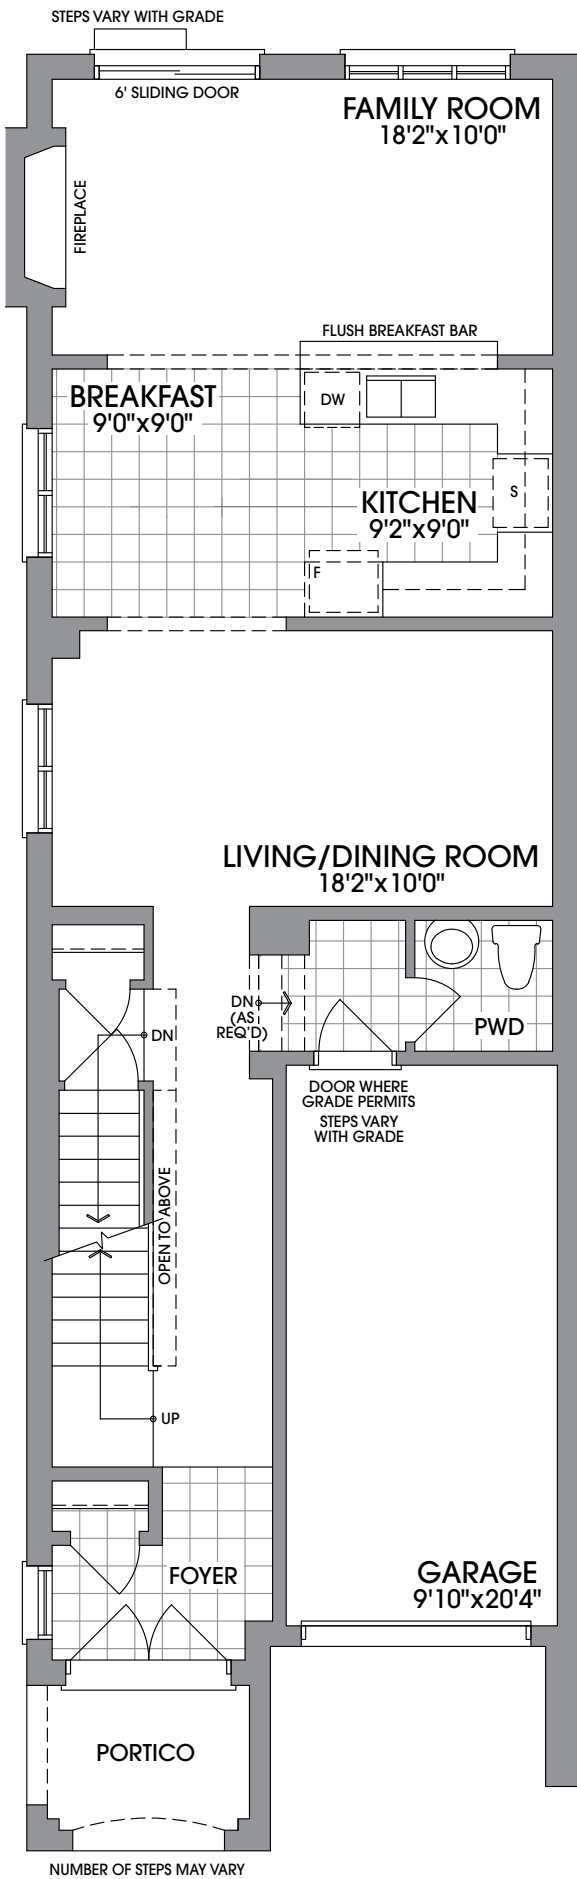 STEPS VARY WITH GRADE
6' SLIDING DOOR
FAMILY ROOM
18'2"x10'0"
FIREPLACE
FLUSH BREAKFAST BAR
BREAKFAST
9'0"x9'0"
DW
KITCHEN
9'2"x9'0"
S
F
LIVING/DINING ROOM
18'2"x10'0"
DN
(AS
REQ'D)
PWD
DN
DOOR WHERE
GRADE PERMITS
STEPS VARY
WITH GRADE
OPEN TO ABOVE
UP
FOYER
GARAGE
9'10"x20'4"
PORTICO
NUMBER OF STEPS MAY VARY